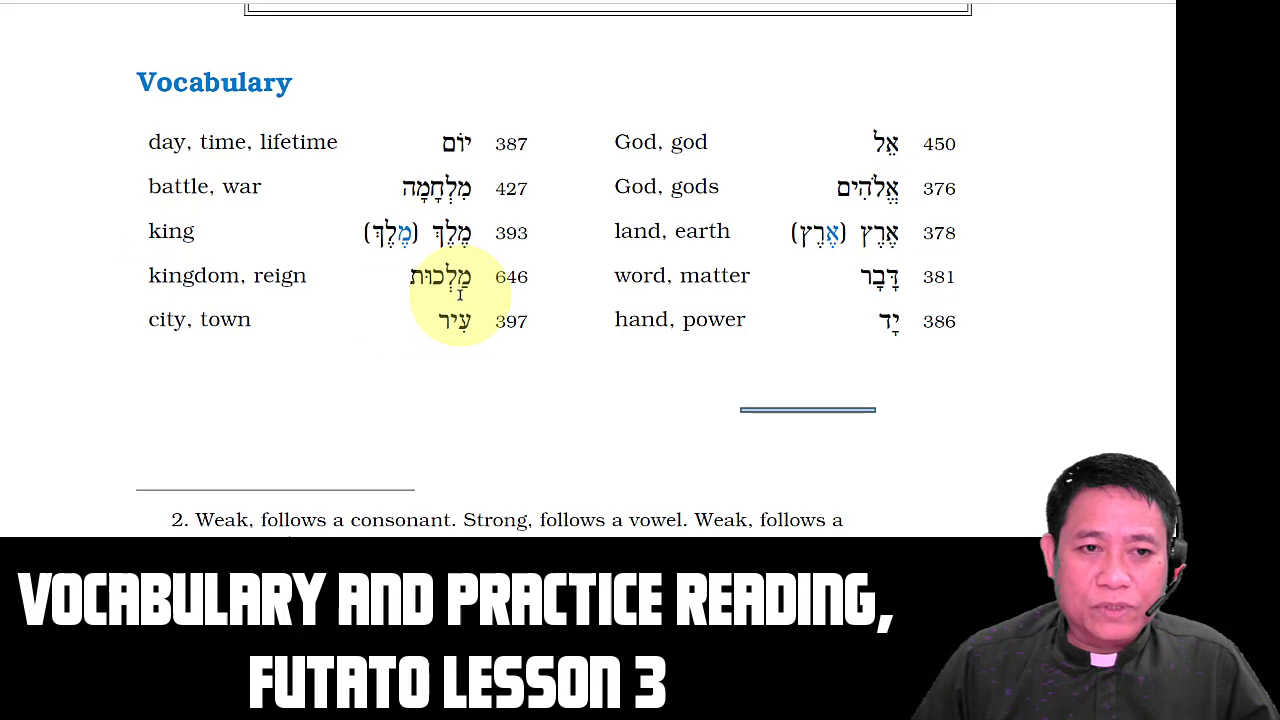 Vocabulary
day, time, lifetime יוֹם 387
battle, war מִלְחָמָה 427
king מֶלֶךְ (מֶלֶךְ) 393
kingdom, reign מַלְכוּת 646
city, town עִיר 397
God, god אֵל 450
God, gods אֱלֹהִים 376
land, earth אֶרֶץ (אֶרֶץ) 378
word, matter דָּבָר 381
hand, power יָד 386
2. Weak, follows a consonant. Strong, follows a vowel. Weak, follows a
VOCABULARY AND PRACTICE READING,
FUTATO LESSON 3